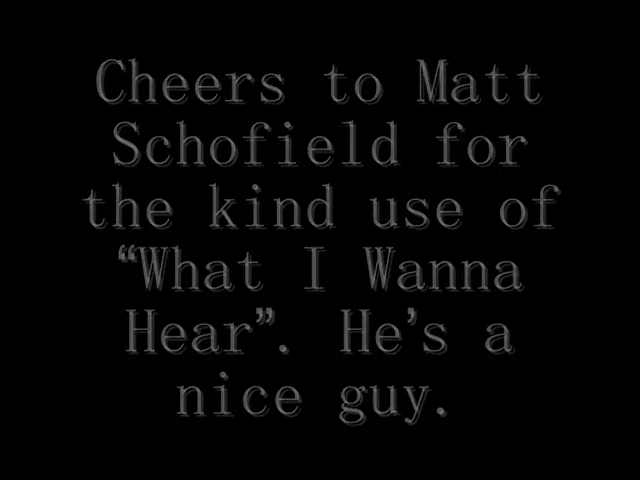 Cheers to Matt
Schofield for
the kind use of
“What I Wanna
Hear”. He’s a
nice guy.